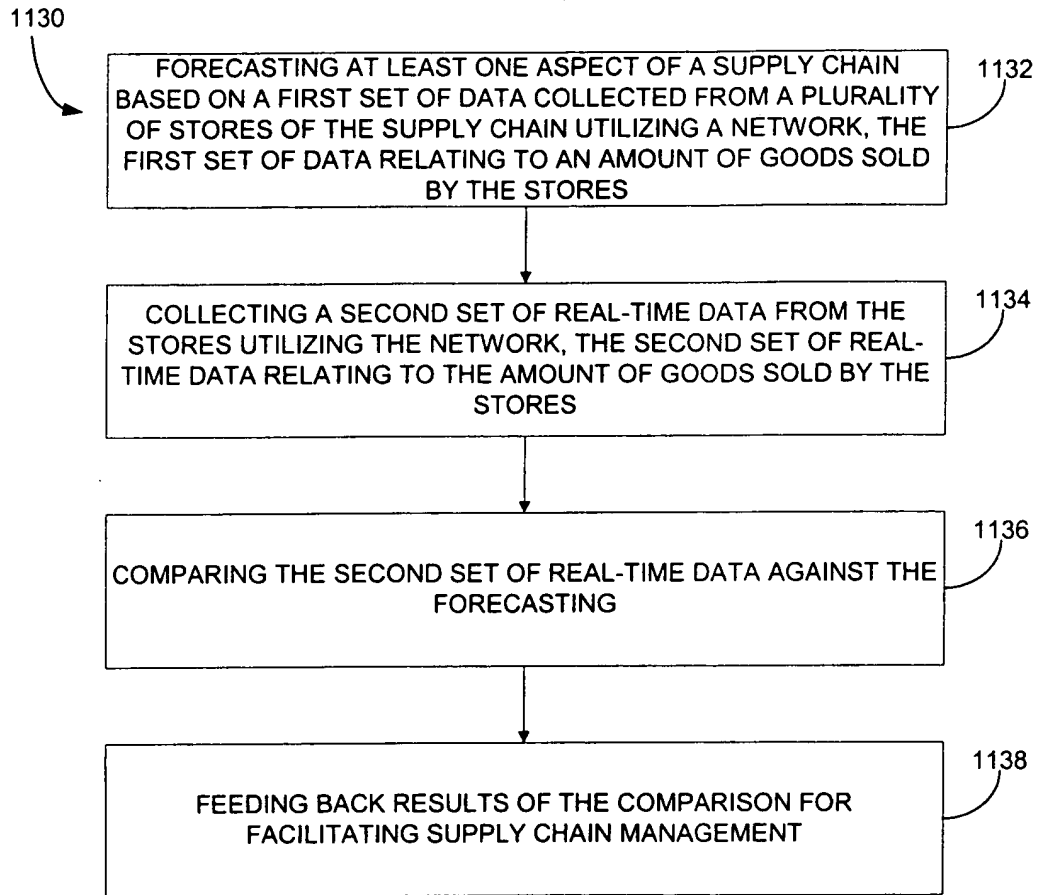 1130
FORECASTING AT LEAST ONE ASPECT OF A SUPPLY CHAIN
BASED ON A FIRST SET OF DATA COLLECTED FROM A PLURALITY
OF STORES OF THE SUPPLY CHAIN UTILIZING A NETWORK, THE
FIRST SET OF DATA RELATING TO AN AMOUNT OF GOODS SOLD
BY THE STORES
1132
COLLECTING A SECOND SET OF REAL-TIME DATA FROM THE
STORES UTILIZING THE NETWORK, THE SECOND SET OF REAL-
TIME DATA RELATING TO THE AMOUNT OF GOODS SOLD BY THE
STORES
1134
COMPARING THE SECOND SET OF REAL-TIME DATA AGAINST THE
FORECASTING
1136
FEEDING BACK RESULTS OF THE COMPARISON FOR
FACILITATING SUPPLY CHAIN MANAGEMENT
1138